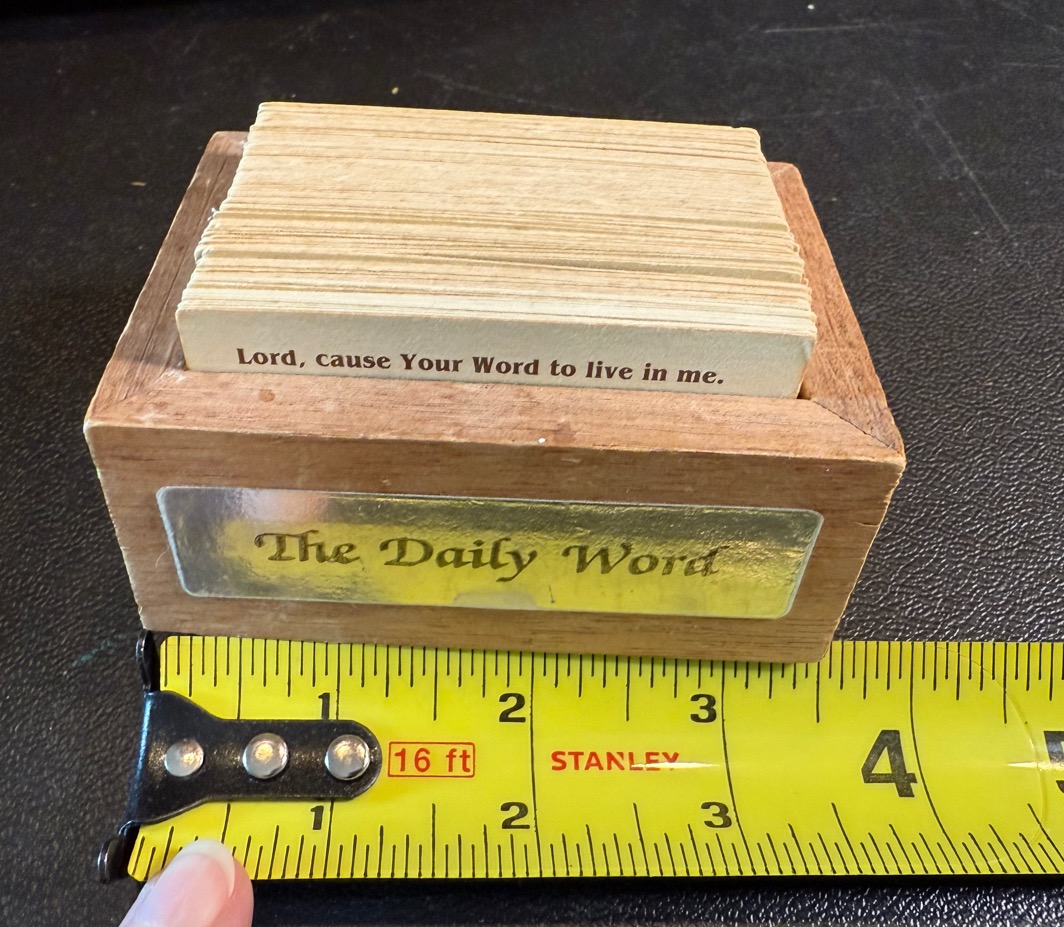 Lord, cause Your Word to live in me.
The Daily Word
1 2 3
16 ft STANLEY 4 5
1 2 3